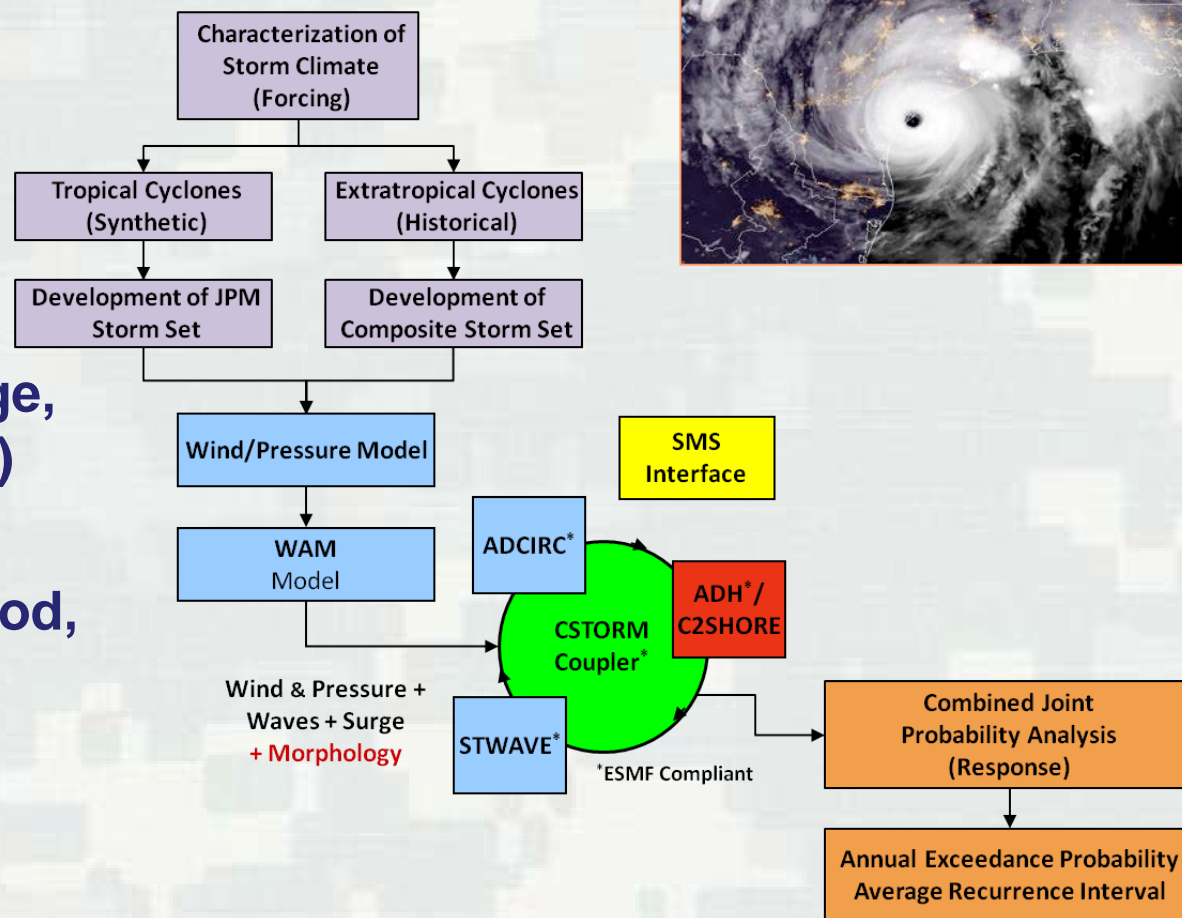 Characterization of
Storm Climate
(Forcing)
Tropical Cyclones
(Synthetic)
Extratropical Cyclones
(Historical)
Development of JPM
Storm Set
Development of
Composite Storm Set
ge,
)
Wind/Pressure Model
SMS
Interface
WAM
Model
ADCIRC*
ADH*/
C2SHORE
od,
CSTORM
Coupler*
Wind & Pressure +
Waves + Surge
+ Morphology
STWAVE*
*ESMF Compliant
Combined Joint
Probability Analysis
(Response)
Annual Exceedance Probability
Average Recurrence Interval